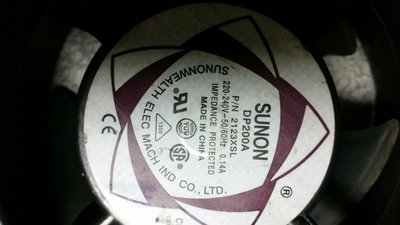 SUNON
DP200A
P/N 2123XSL
220-240V~50/60Hz 0.14A
IMPEDANCE PROTECTED
MADE IN CHINA
SUNONWEALTH ELEC MACH IND CO., LTD.
®
CE